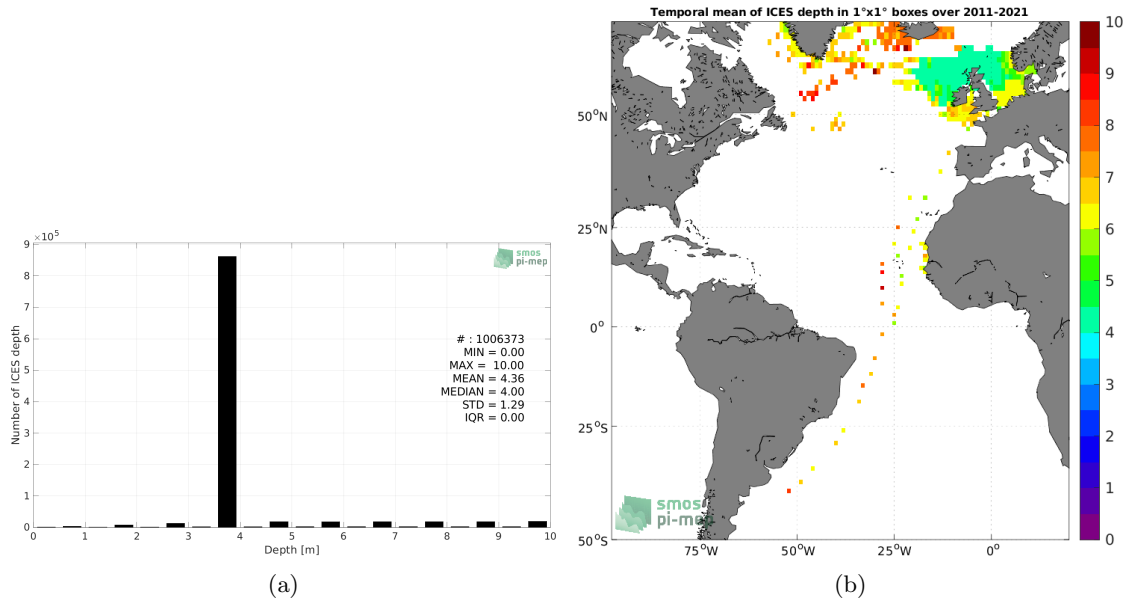 ×10⁵
9
8
7
6
5
4
3
2
1
0
Number of ICES depth
smos
pi-mep
# : 1006373
MIN = 0.00
MAX = 10.00
MEAN = 4.36
MEDIAN = 4.00
STD = 1.29
IQR = 0.00
0 1 2 3 4 5 6 7 8 9 10
Depth [m]
(a)
Temporal mean of ICES depth in 1°x1° boxes over 2011-2021
50°N
25°N
0°
25°S
50°S
75°W 50°W 25°W 0°
smos
pi-mep
10
9
8
7
6
5
4
3
2
1
0
(b)